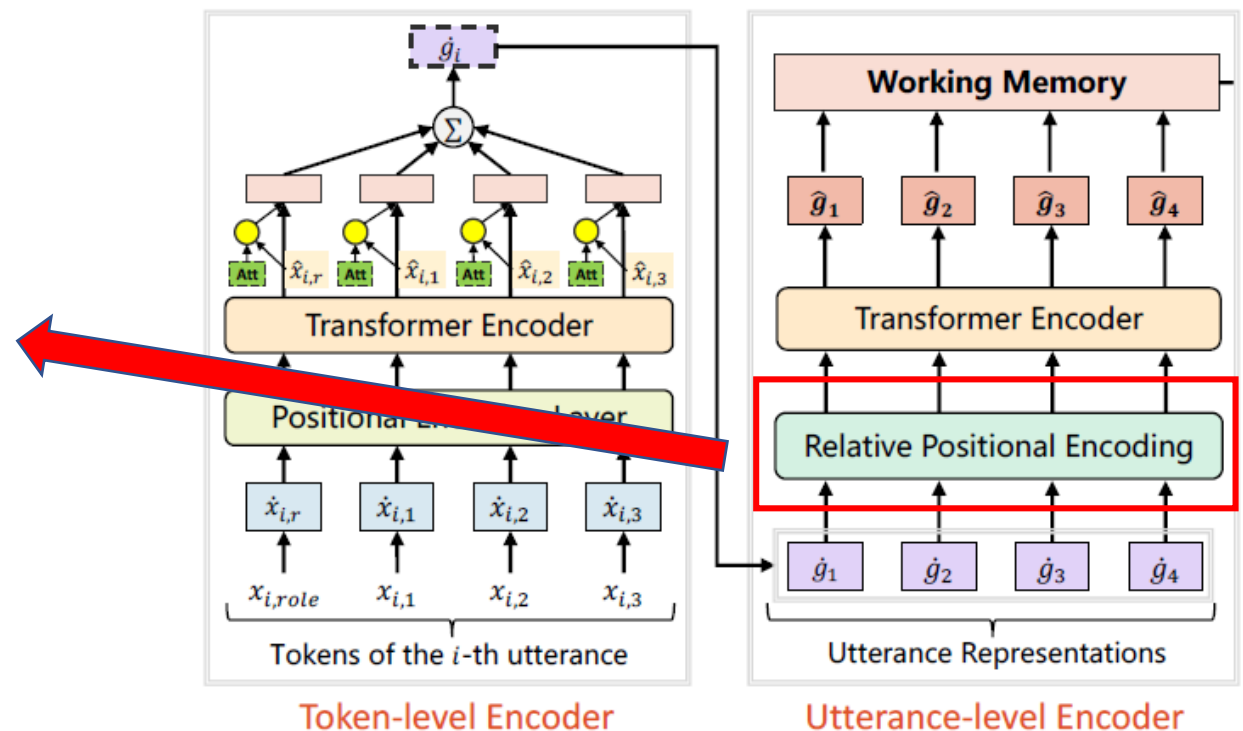 ġᵢ
Σ
Att x̂ᵢ,ᵣ Att x̂ᵢ,₁ Att x̂ᵢ,₂ Att x̂ᵢ,₃
Transformer Encoder
Positional Layer
ẋᵢ,ᵣ ẋᵢ,₁ ẋᵢ,₂ ẋᵢ,₃
xᵢ,role xᵢ,₁ xᵢ,₂ xᵢ,₃
Tokens of the i-th utterance
Token-level Encoder
Working Memory
ĝ₁ ĝ₂ ĝ₃ ĝ₄
Transformer Encoder
Relative Positional Encoding
ġ₁ ġ₂ ġ₃ ġ₄
Utterance Representations
Utterance-level Encoder